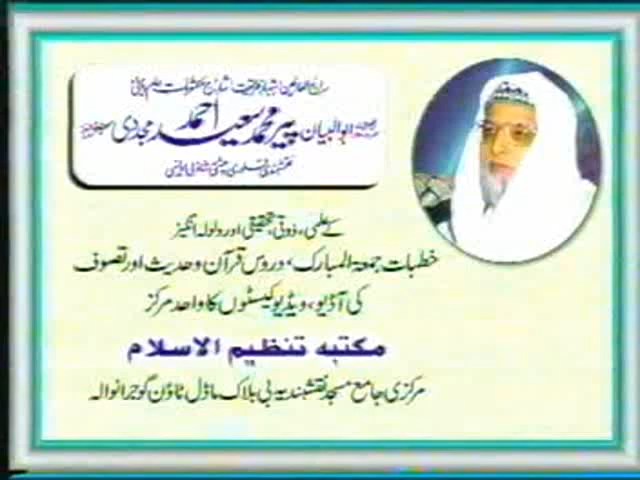 ابوالبیان پیر محمد سعید احمد مجددی
کے علمی، ذوقی، تحقیقی اور ولولہ انگیز
خطبات جمعۃ المبارک، دروس قرآن و حدیث اور تصوف
کی آڈیو، ویڈیو کیسٹوں کا واحد مرکز
مکتبہ تنظیم الاسلام
مرکزی جامع مسجد نقشبندیہ بی بلاک ماڈل ٹاؤن گوجرانوالہ